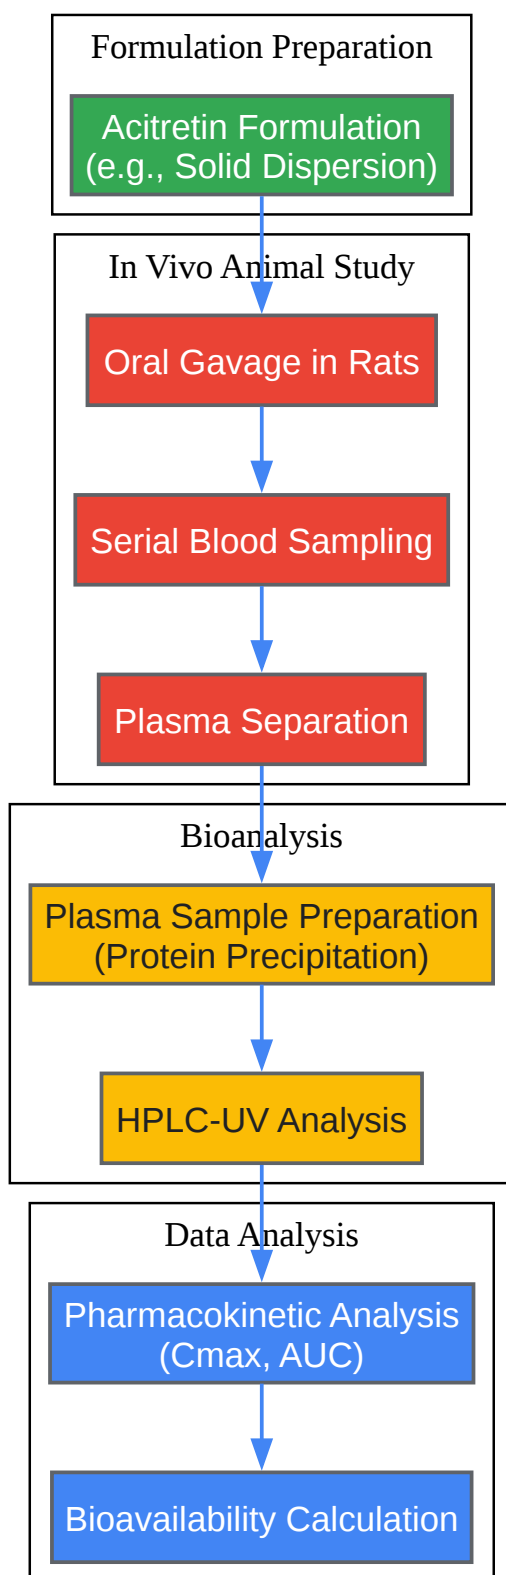 Formulation Preparation
Acitretin Formulation
(e.g., Solid Dispersion)
In Vivo Animal Study
Oral Gavage in Rats
Serial Blood Sampling
Plasma Separation
Bioanalysis
Plasma Sample Preparation
(Protein Precipitation)
HPLC-UV Analysis
Data Analysis
Pharmacokinetic Analysis
(Cmax, AUC)
Bioavailability Calculation